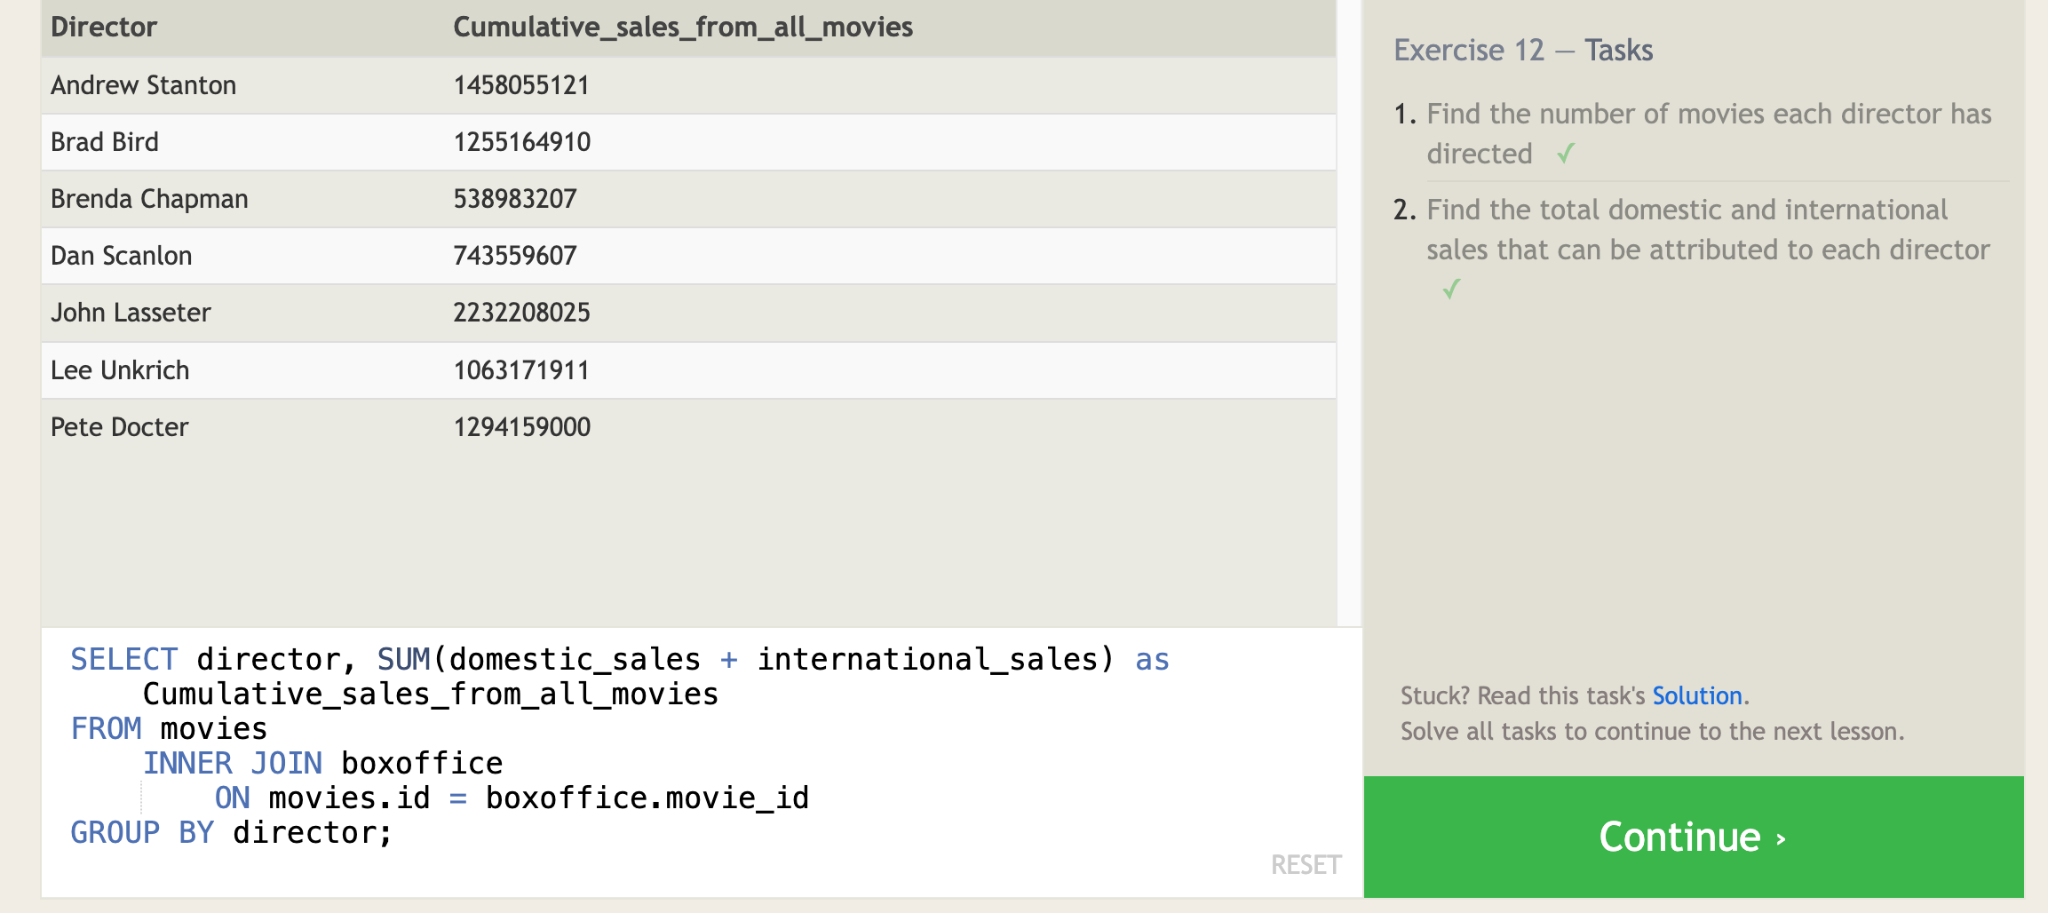 Director Cumulative_sales_from_all_movies
Andrew Stanton 1458055121
Brad Bird 1255164910
Brenda Chapman 538983207
Dan Scanlon 743559607
John Lasseter 2232208025
Lee Unkrich 1063171911
Pete Docter 1294159000
SELECT director, SUM(domestic_sales + international_sales) as
    Cumulative_sales_from_all_movies
FROM movies
    INNER JOIN boxoffice
        ON movies.id = boxoffice.movie_id
GROUP BY director;
RESET
Exercise 12 — Tasks
1. Find the number of movies each director has
directed ✓
2. Find the total domestic and international
sales that can be attributed to each director
✓
Stuck? Read this task's Solution.
Solve all tasks to continue to the next lesson.
Continue ›